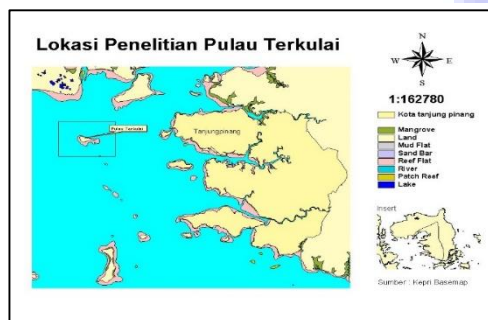 Lokasi Penelitian Pulau Terkulai
N
W E
S
1:162780
Kota tanjung pinang
Mangrove
Land
Mud Flat
Sand Bar
Reef Flat
River
Patch Reef
Lake
Pulau Terkulai
Tanjungpinang
Insert
Sumber : Kepri Basemap